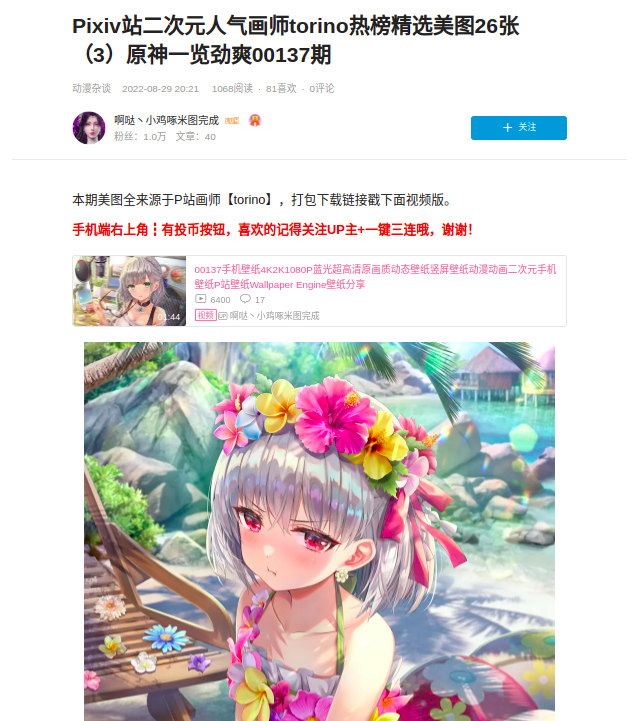 Pixiv站二次元人气画师torino热榜精选美图26张
（3）原神一览劲爽00137期
动漫杂谈 2022-08-29 20:21 1068阅读 · 81喜欢 · 0评论
啊哒丶小鸡啄米图完成
粉丝：1.0万 文章：40
关注
本期美图全来源于P站画师【torino】，打包下载链接戳下面视频版。
手机端右上角┇有投币按钮，喜欢的记得关注UP主+一键三连哦，谢谢！
00137手机壁纸4K2K1080P蓝光超高清原画质动态壁纸竖屏壁纸动漫动画二次元手机
壁纸P站壁纸Wallpaper Engine壁纸分享
6400 17
01:44
视频 UP 啊哒丶小鸡啄米图完成